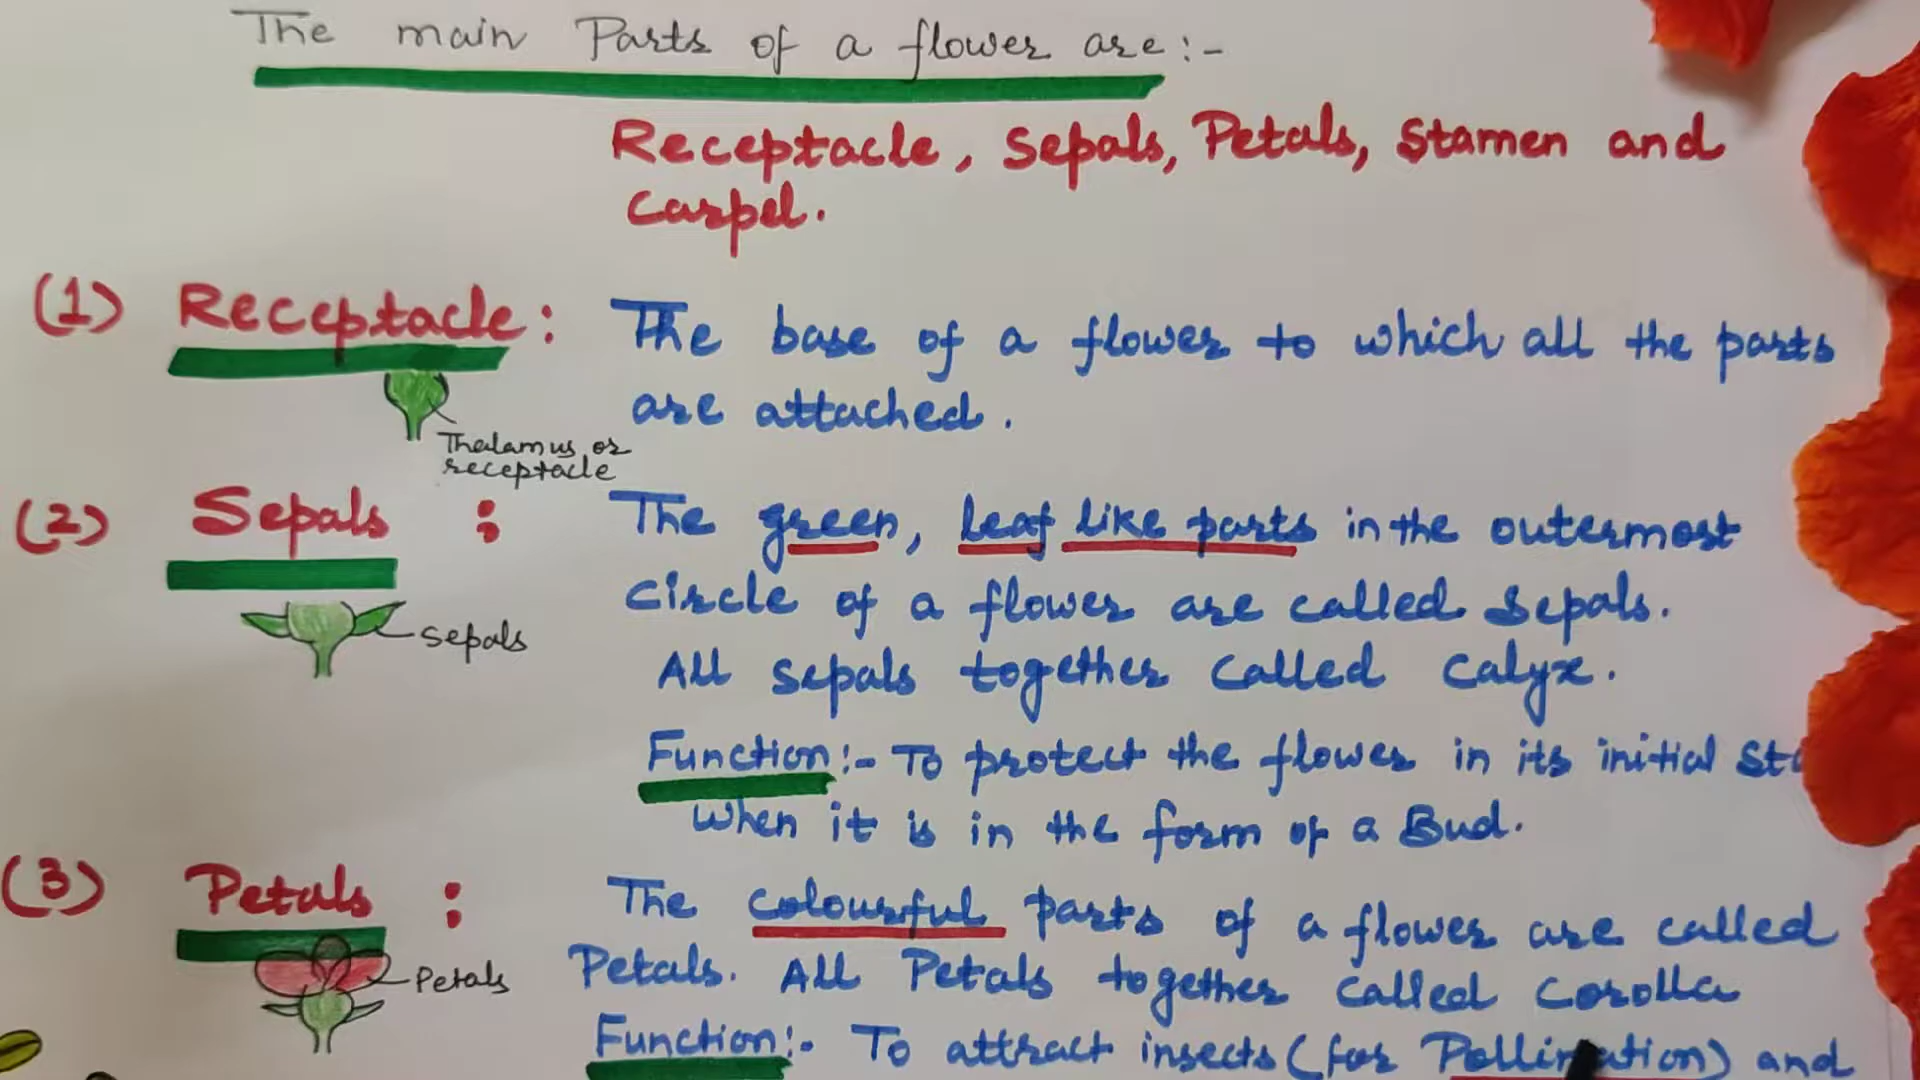 The main Parts of a flower are:-
Receptacle, Sepals, Petals, Stamen and
Carpel.
(1) Receptacle: The base of a flower to which all the parts
are attached.
Thalamus or
receptacle
(2) Sepals : The green, leaf like parts in the outermost
circle of a flower are called Sepals.
All sepals together called Calyx.
sepals
Function:- To protect the flower in its initial
when it is in the form of a Bud.
(3) Petals : The colourful parts of a flower are called
Petals. All Petals together called Corolla
Petals
Function:- To attract insects (for Pollination) and